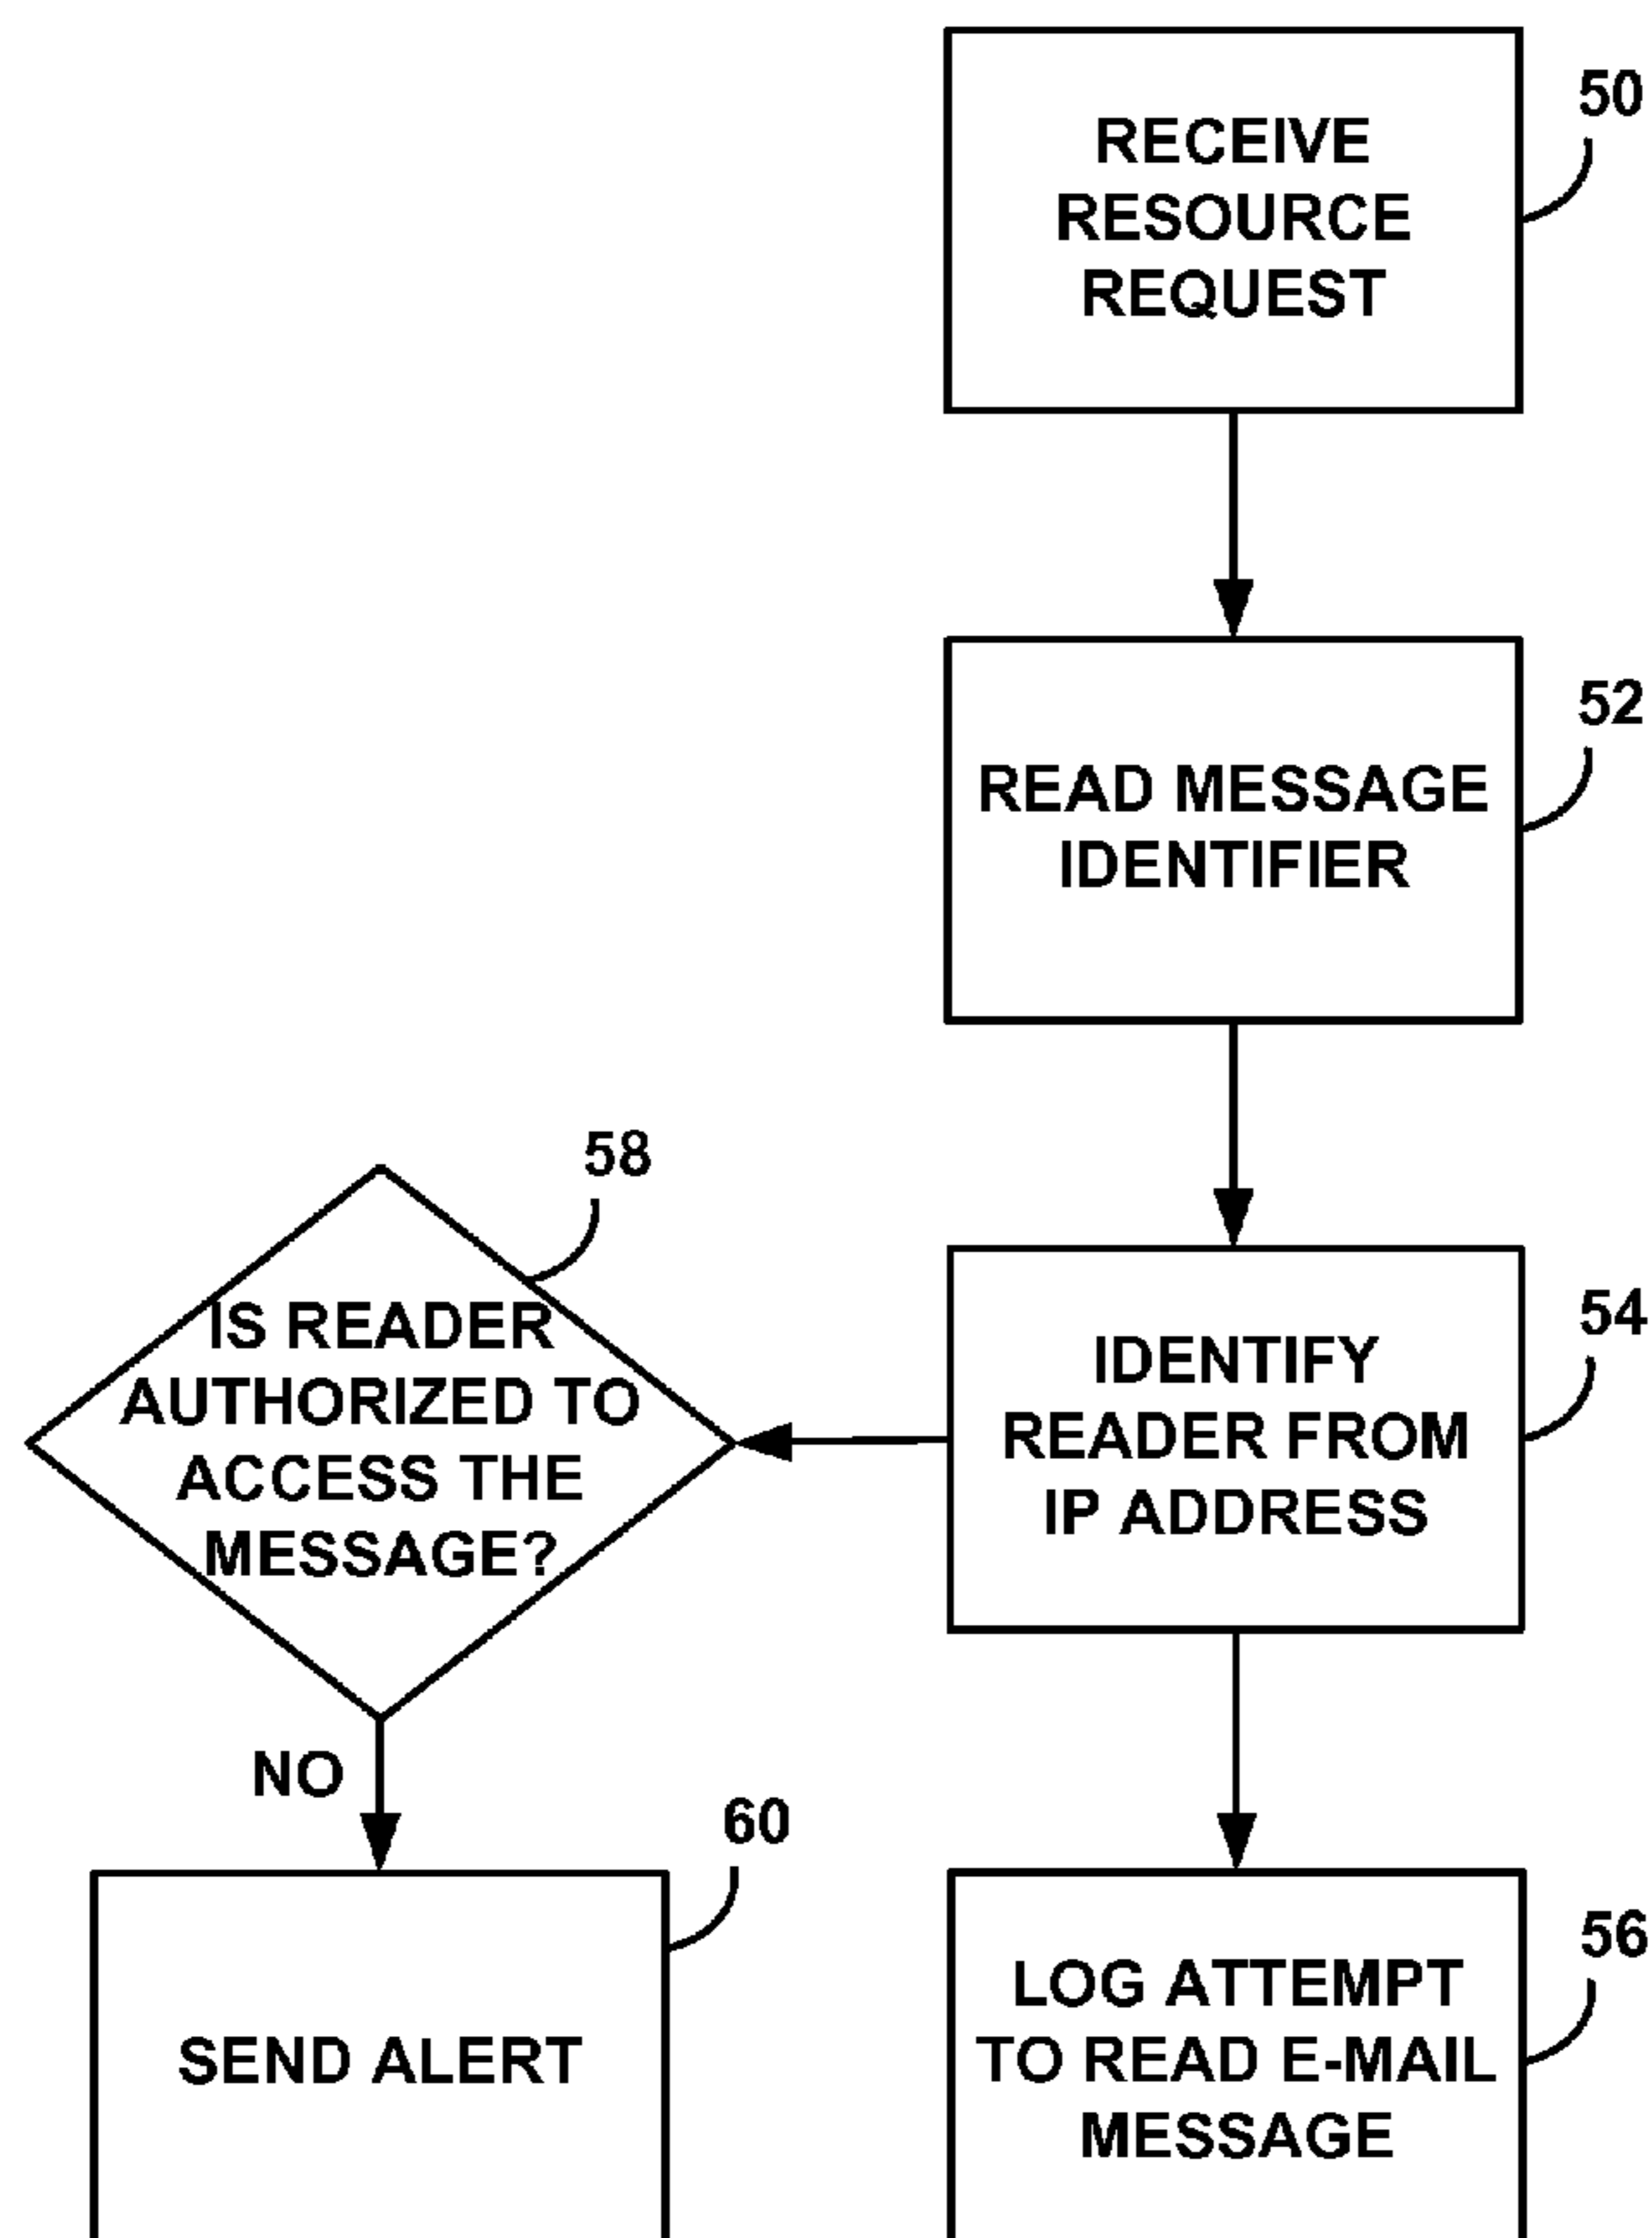 50
RECEIVE
RESOURCE
REQUEST
52
READ MESSAGE
IDENTIFIER
58
IS READER
AUTHORIZED TO
ACCESS THE
MESSAGE?
54
IDENTIFY
READER FROM
IP ADDRESS
NO
60
SEND ALERT
56
LOG ATTEMPT
TO READ E-MAIL
MESSAGE